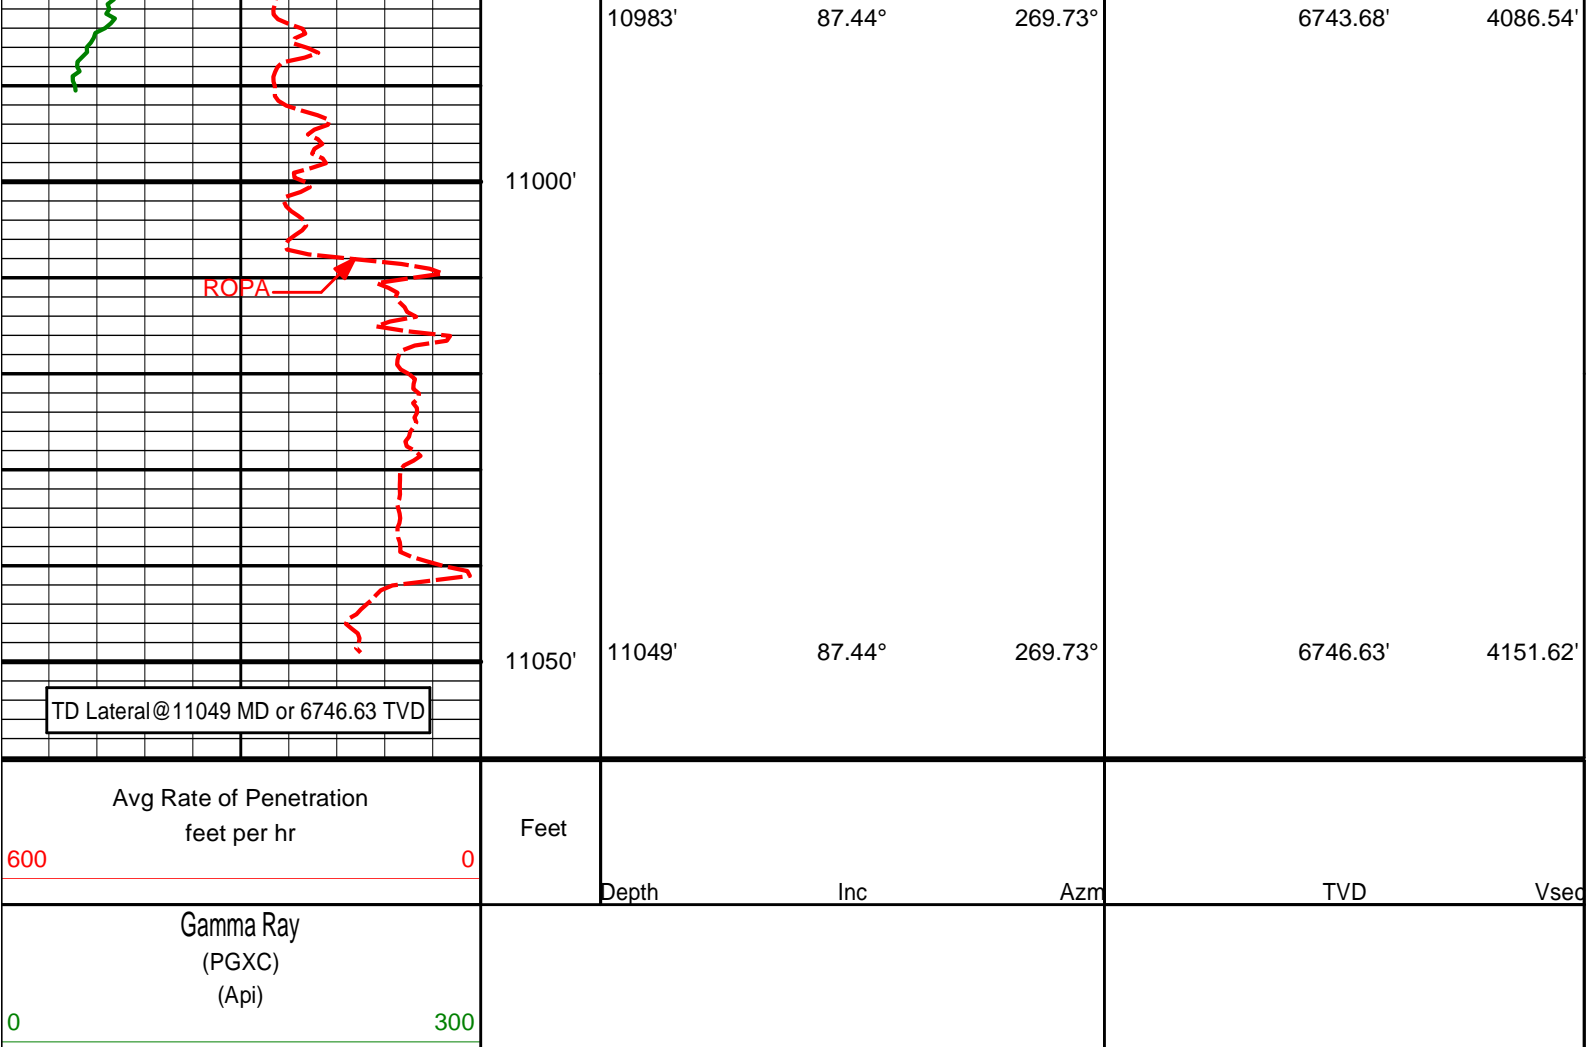 10983' 87.44° 269.73° 6743.68' 4086.54'
11000'
ROPA
11050' 11049' 87.44° 269.73° 6746.63' 4151.62'
TD Lateral@11049 MD or 6746.63 TVD
Avg Rate of Penetration
feet per hr
600 0
Feet
Depth Inc Azm TVD Vsec
Gamma Ray
(PGXC)
(Api)
0 300